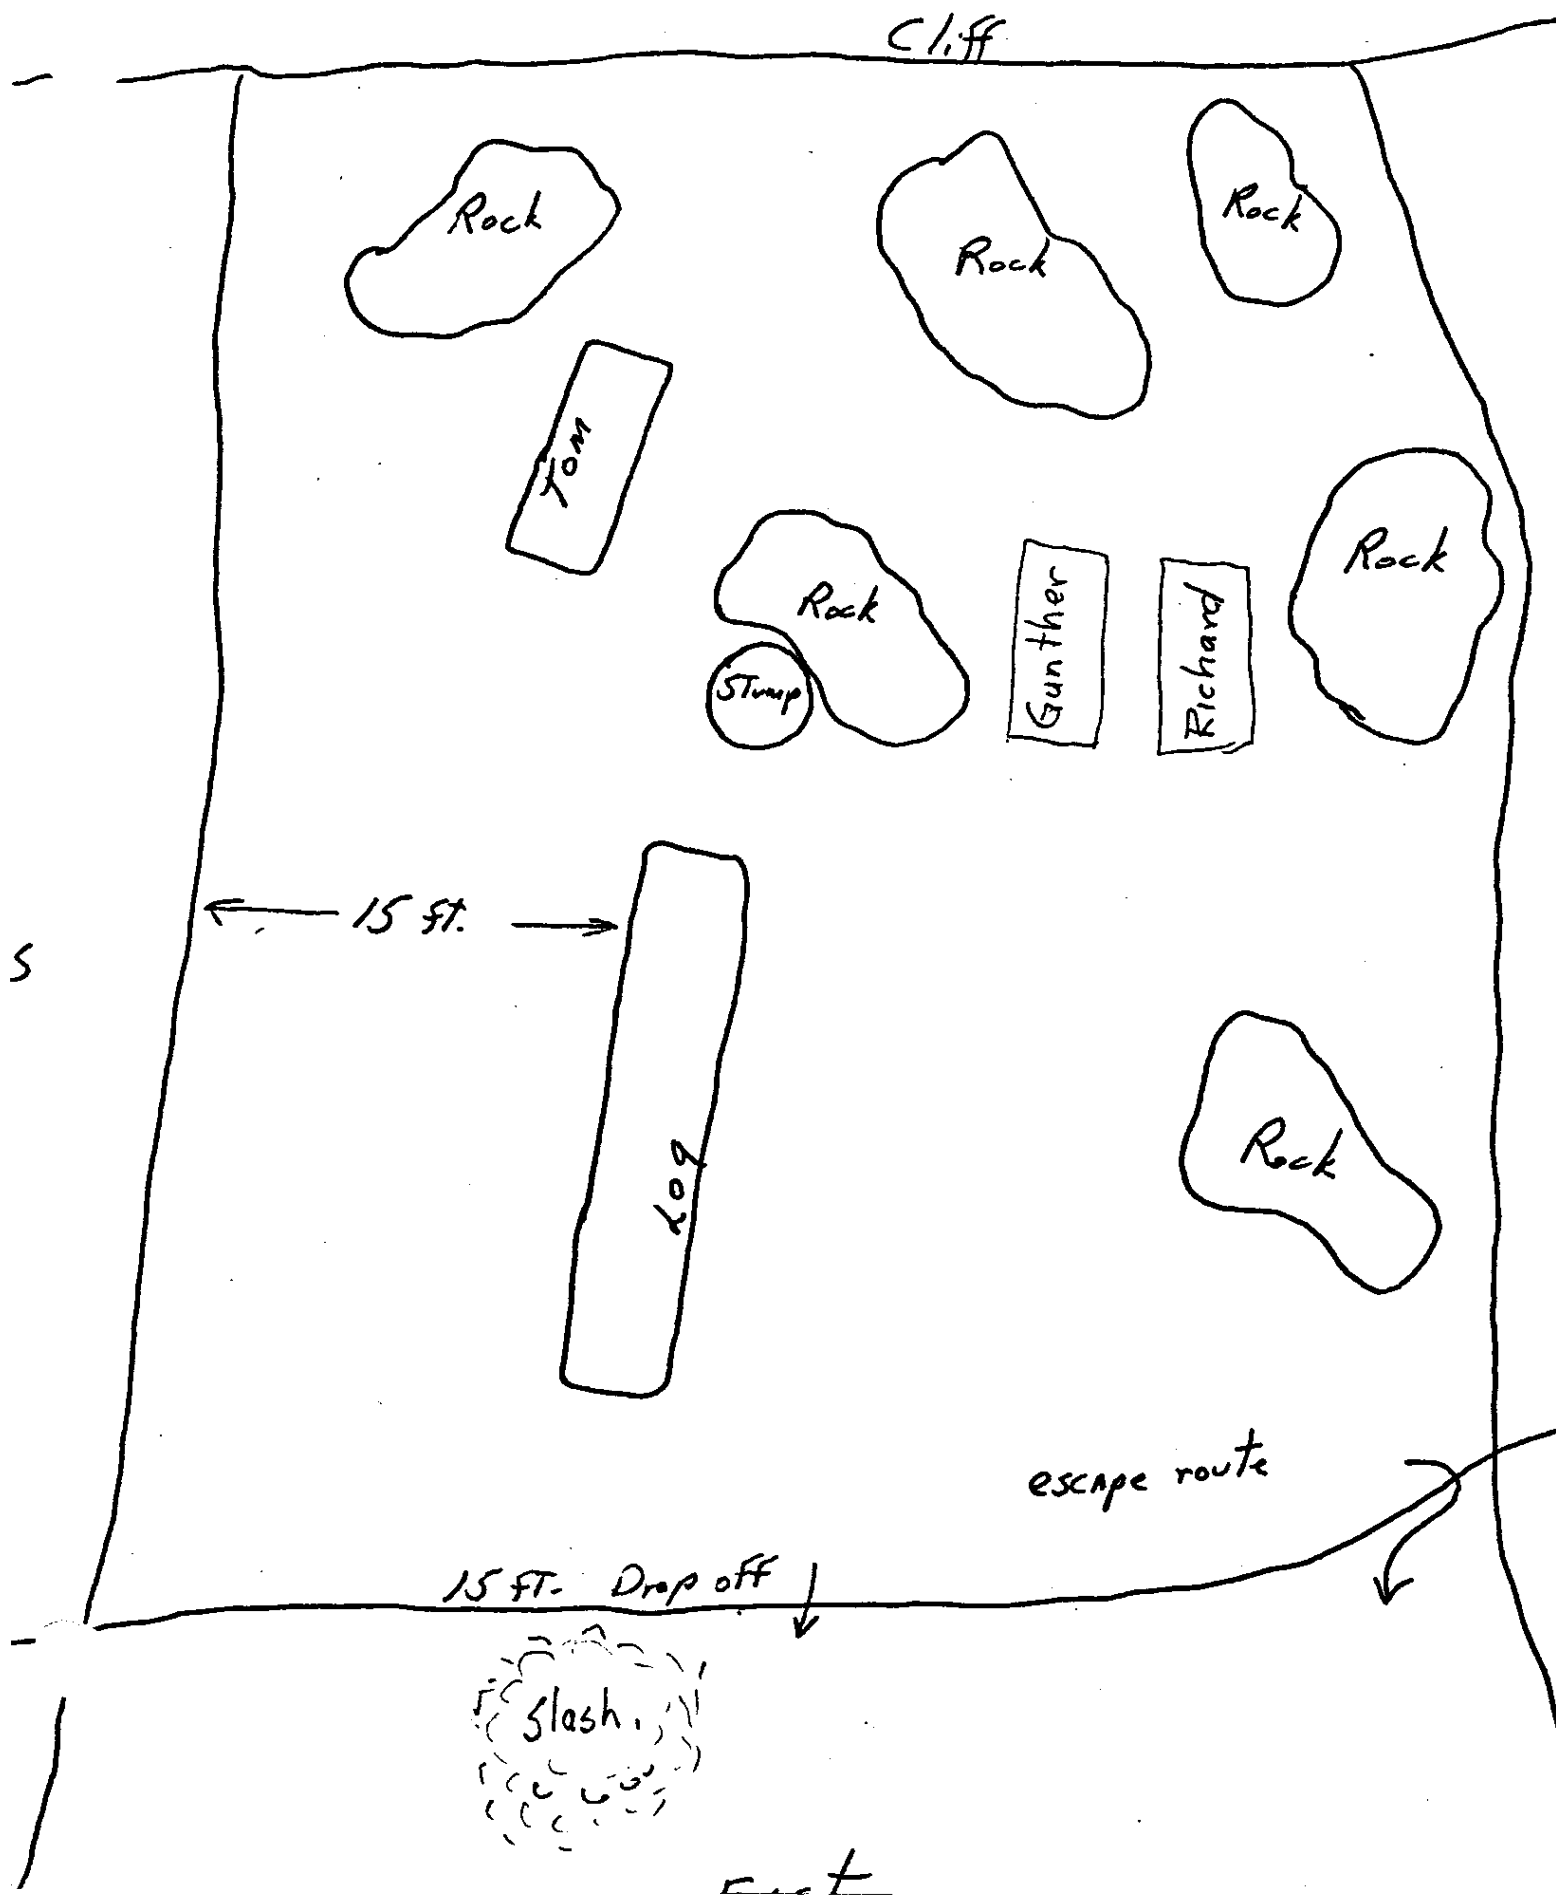 Cliff
Rock
Rock
Rock
Tom
Rock
Rock
Gunther
Richard
Stump
15 ft.
S
Rock
Log
escape route
15 FT. Drop off
slash.
East